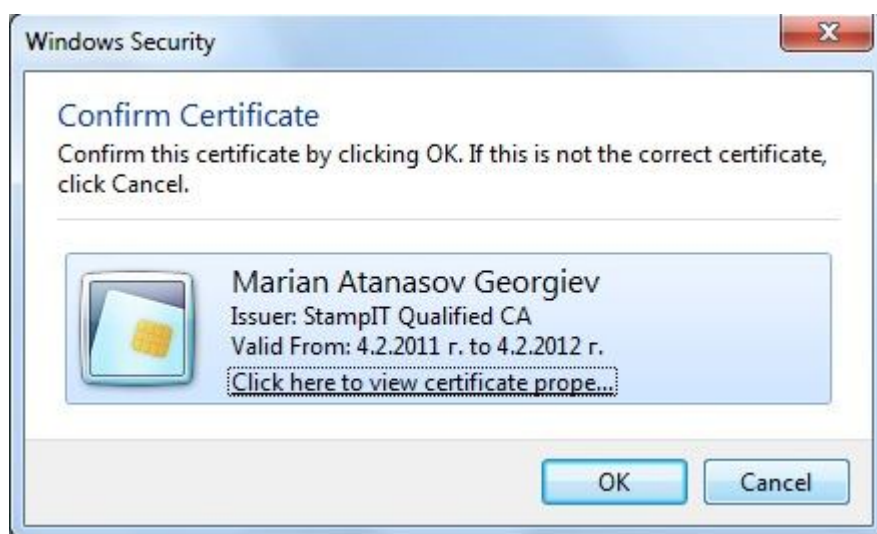 Windows Security
Confirm Certificate
Confirm this certificate by clicking OK. If this is not the correct certificate,
click Cancel.
Marian Atanasov Georgiev
Issuer: StampIT Qualified CA
Valid From: 4.2.2011 г. to 4.2.2012 г.
Click here to view certificate prope...
OK
Cancel